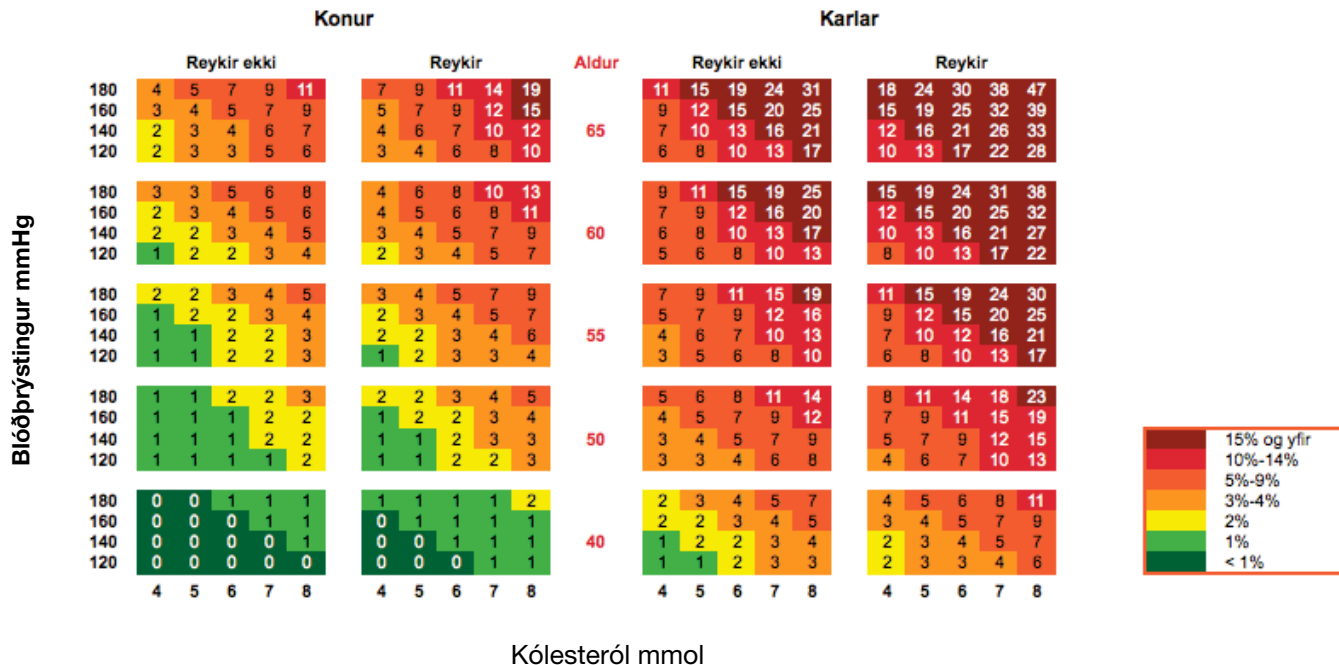 Konur Karlar
Reykir ekki Reykir Aldur Reykir ekki Reykir
180 4 5 7 9 11 7 9 11 14 19 11 15 19 24 31 18 24 30 38 47
160 3 4 5 7 9 5 7 9 12 15 9 12 15 20 25 15 19 25 32 39
140 2 3 4 6 7 4 6 7 10 12 65 7 10 13 16 21 12 16 21 26 33
120 2 3 3 5 6 3 4 6 8 10 6 8 10 13 17 10 13 17 22 28
180 3 3 5 6 8 4 6 8 10 13 9 11 15 19 25 15 19 24 31 38
160 2 3 4 5 6 4 5 6 8 11 7 9 12 16 20 12 15 20 25 32
140 2 2 3 4 5 3 4 5 7 9 60 6 8 10 13 17 10 13 16 21 27
120 1 2 2 3 4 2 3 4 5 7 5 6 8 10 13 8 10 13 17 22
180 2 2 3 4 5 3 4 5 7 9 7 9 11 15 19 11 15 19 24 30
160 1 2 2 3 4 2 3 4 5 7 5 7 9 12 16 9 12 15 20 25
140 1 1 2 2 3 2 2 3 4 6 55 4 6 7 10 13 7 10 12 16 21
120 1 1 2 2 3 1 2 3 3 4 3 5 6 8 10 6 8 10 13 17
180 1 1 2 2 3 2 2 3 4 5 5 6 8 11 14 8 11 14 18 23
160 1 1 1 2 2 1 2 2 3 4 4 5 7 9 12 7 9 11 15 19
140 1 1 1 2 2 1 1 2 3 3 50 3 4 5 7 9 5 7 9 12 15
120 1 1 1 1 2 1 1 2 2 3 3 3 4 6 8 4 6 7 10 13
180 0 0 1 1 1 1 1 1 1 2 2 3 4 5 7 4 5 6 8 11
160 0 0 0 1 1 0 1 1 1 1 2 2 3 4 5 3 4 5 7 9
140 0 0 0 0 1 0 0 1 1 1 40 1 2 2 3 4 2 3 4 5 7
120 0 0 0 0 0 0 0 0 1 1 1 1 2 3 3 2 3 3 4 6
4 5 6 7 8 4 5 6 7 8 4 5 6 7 8 4 5 6 7 8
Blóðþrýstingur mmHg
Kólesteról mmol
15% og yfir
10%-14%
5%-9%
3%-4%
2%
1%
< 1%